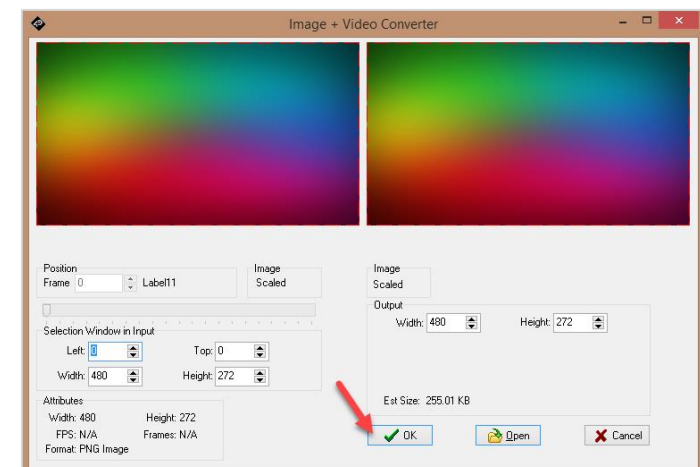 Image + Video Converter
Position
Frame 0 Label11
Image
Scaled
Image
Scaled
Selection Window in Input
Left: 0 Top: 0
Width: 480 Height: 272
Output
Width: 480 Height: 272
Est Size: 255.01 KB
Attributes
Width: 480 Height: 272
FPS: N/A Frames: N/A
Format: PNG Image
OK Open Cancel